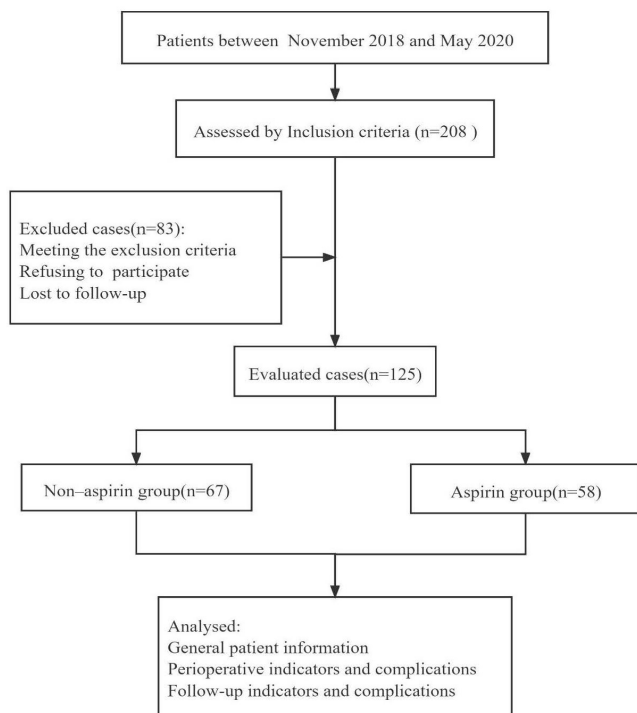 Patients between November 2018 and May 2020
Assessed by Inclusion criteria (n=208 )
Excluded cases(n=83):
Meeting the exclusion criteria
Refusing to participate
Lost to follow-up
Evaluated cases(n=125)
Non–aspirin group(n=67)
Aspirin group(n=58)
Analysed:
General patient information
Perioperative indicators and complications
Follow-up indicators and complications